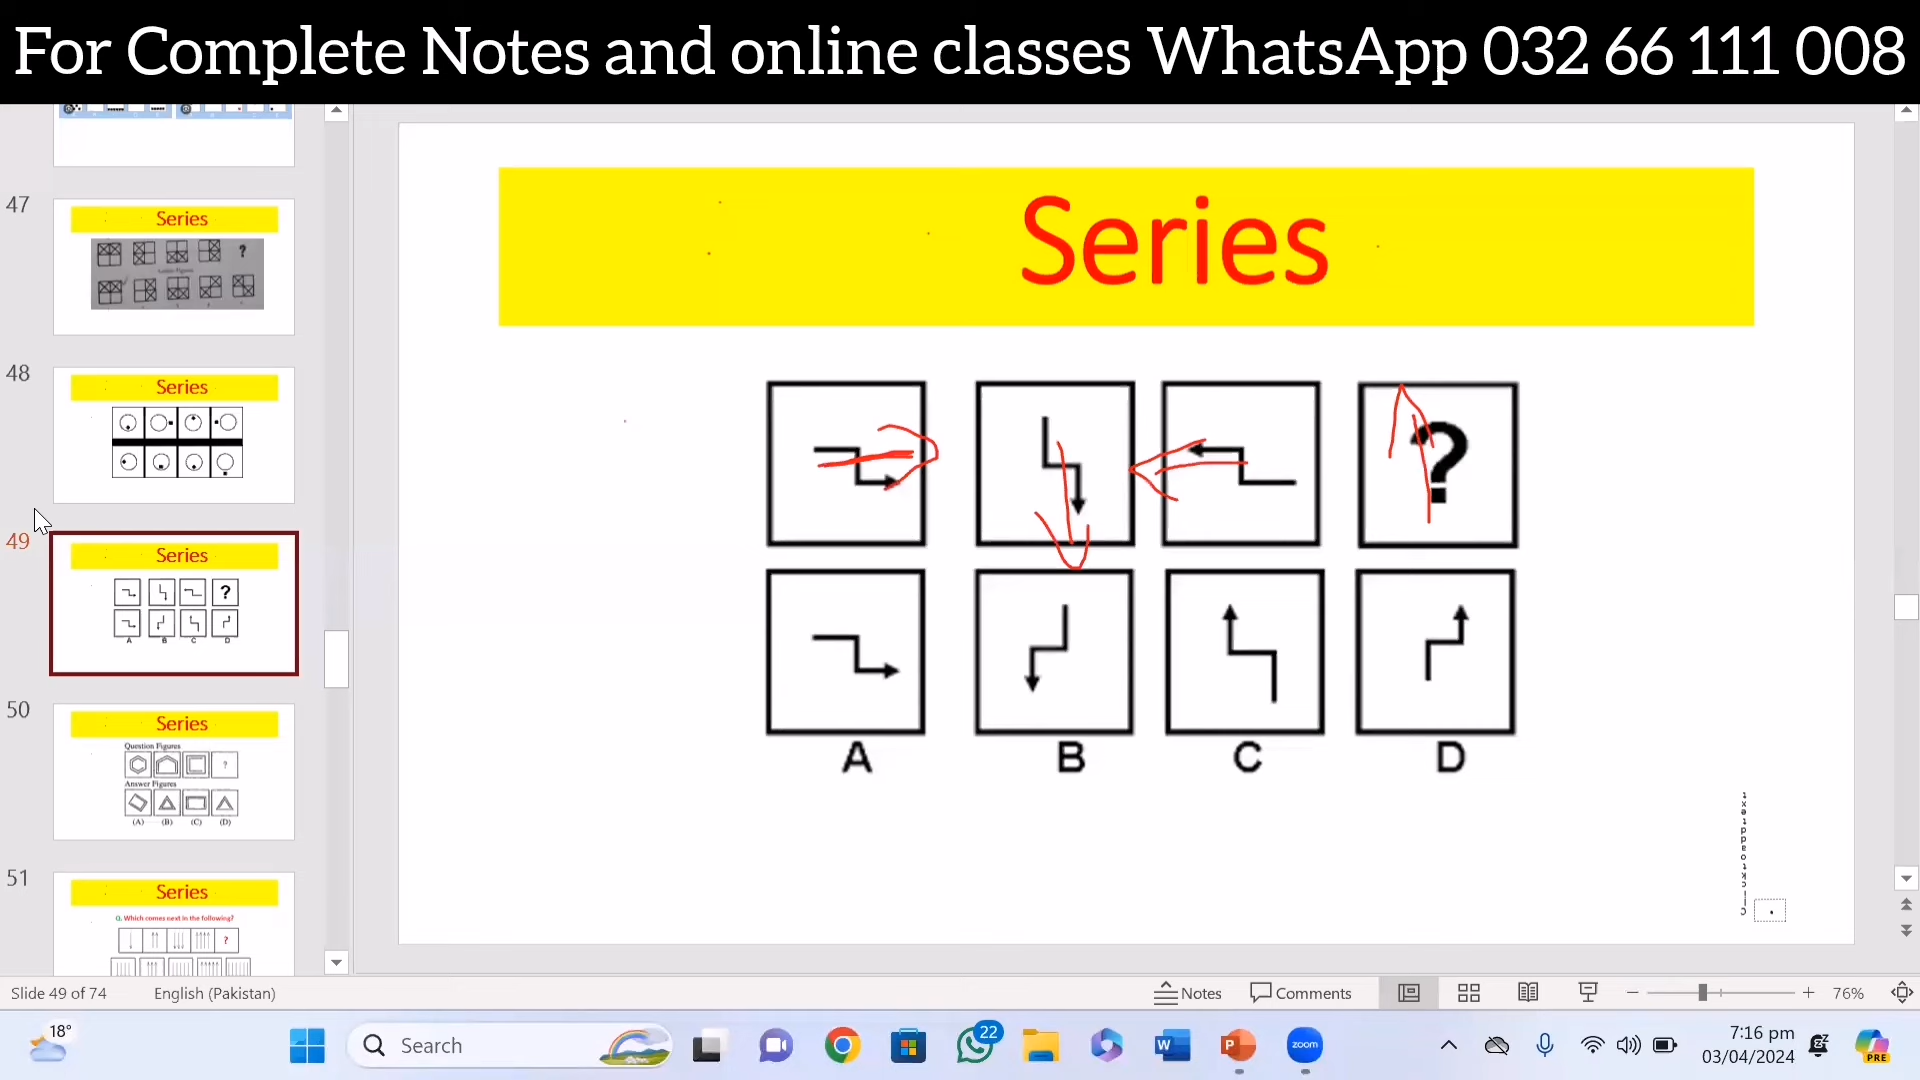 For Complete Notes and online classes WhatsApp 032 66 111 008
47
Series
?
48
Series
49
Series
?
A B C D
50
Series
Question Figures
?
Answer Figures
(A) (B) (C) (D)
51
Series
Q. Which comes next in the following?
?
Series
?
A B C D
Slide 49 of 74
English (Pakistan)
Notes
Comments
76%
18°
Search
22
W
P
zoom
7:16 pm
03/04/2024
PRE